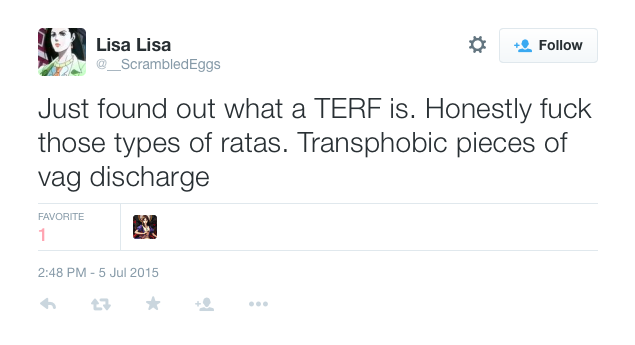 Lisa Lisa
@__ScrambledEggs
Follow
Just found out what a TERF is. Honestly fuck
those types of ratas. Transphobic pieces of
vag discharge
FAVORITE
1
2:48 PM - 5 Jul 2015